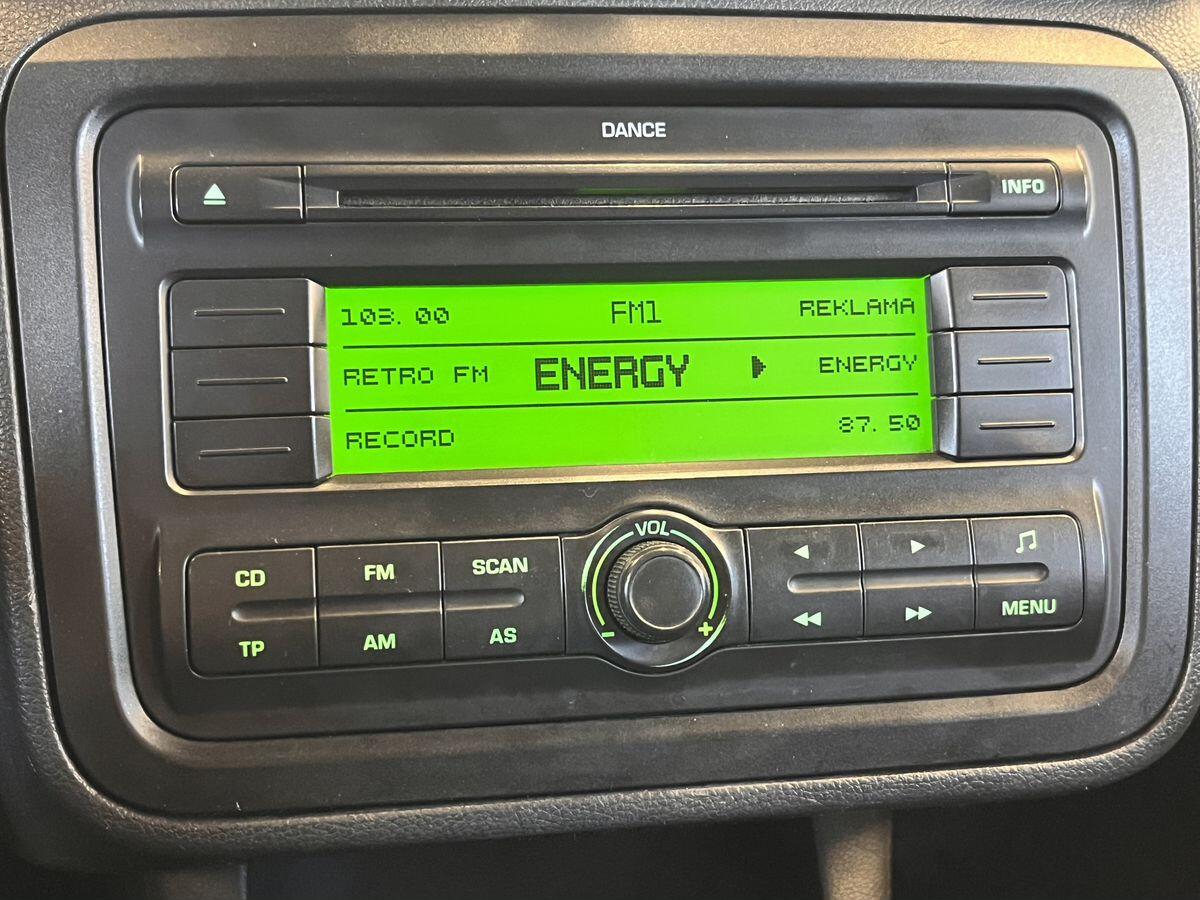 DANCE
INFO
103.00 FM1 REKLAMA
RETRO FM ENERGY ENERGY
RECORD 87.50
VOL
- +
CD FM SCAN
TP AM AS
MENU